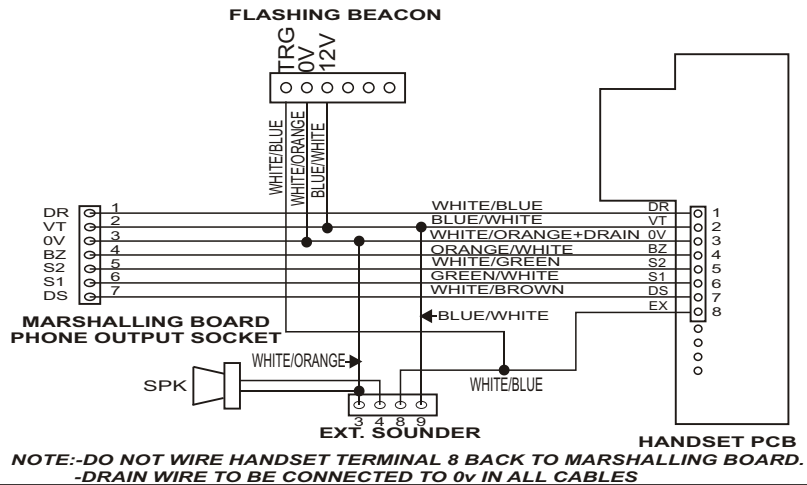 FLASHING BEACON
TRG
0V
12V
WHITE/BLUE
WHITE/ORANGE
BLUE/WHITE
DR 1 WHITE/BLUE DR 1
VT 2 BLUE/WHITE VT 2
0V 3 WHITE/ORANGE+DRAIN 0V 3
BZ 4 ORANGE/WHITE BZ 4
S2 5 WHITE/GREEN S2 5
S1 6 GREEN/WHITE S1 6
DS 7 WHITE/BROWN DS 7
EX 8
MARSHALLING BOARD
PHONE OUTPUT SOCKET
BLUE/WHITE
WHITE/ORANGE
SPK
WHITE/BLUE
3 4 8 9
EXT. SOUNDER
HANDSET PCB
NOTE:-DO NOT WIRE HANDSET TERMINAL 8 BACK TO MARSHALLING BOARD.
-DRAIN WIRE TO BE CONNECTED TO 0v IN ALL CABLES